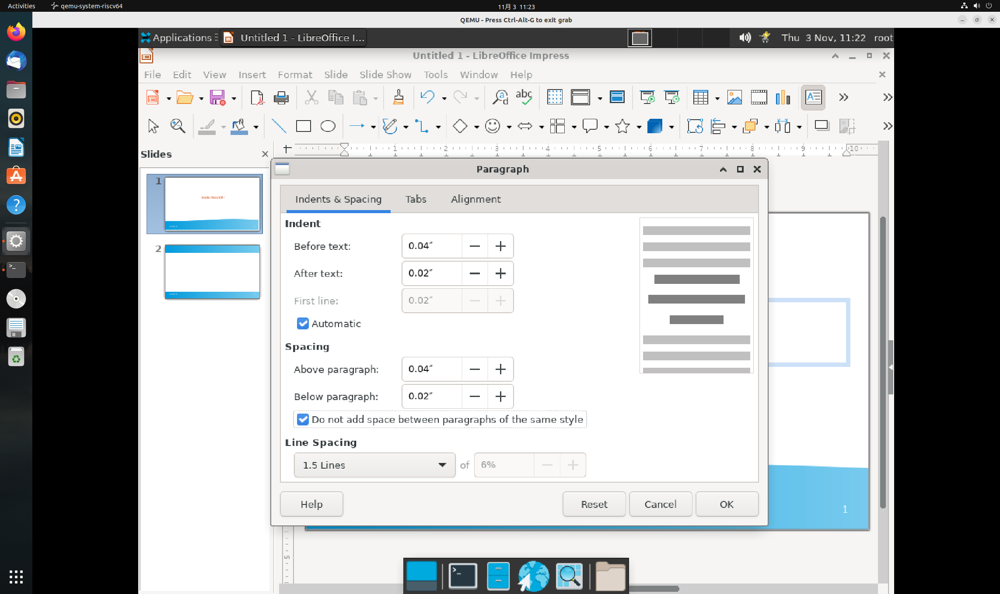 Activities
qemu-system-riscv64
11月 3 11:23
QEMU - Press Ctrl-Alt-G to exit grab
Applications
Untitled 1 - LibreOffice I...
Thu 3 Nov, 11:22 root
Untitled 1 - LibreOffice Impress
File Edit View Insert Format Slide Slide Show Tools Window Help
Slides
1 2 3 4 5 6 7 8 9 10
1
Hello World!!
2
Paragraph
Indents & Spacing Tabs Alignment
Indent
Before text: 0.04″
After text: 0.02″
First line: 0.02″
Automatic
Spacing
Above paragraph: 0.04″
Below paragraph: 0.02″
Do not add space between paragraphs of the same style
Line Spacing
1.5 Lines of 6%
Help Reset Cancel OK
1
5